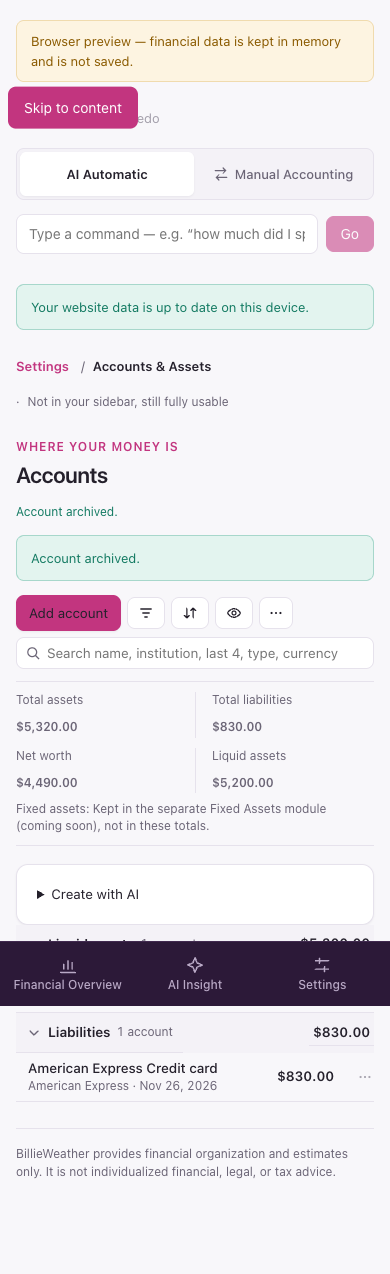 Browser preview — financial data is kept in memory
and is not saved.
Skip to content
edo
AI Automatic
Manual Accounting
Type a command — e.g. “how much did I sp
Go
Your website data is up to date on this device.
Settings / Accounts & Assets
· Not in your sidebar, still fully usable
WHERE YOUR MONEY IS
Accounts
Account archived.
Account archived.
Add account
Search name, institution, last 4, type, currency
Total assets
$5,320.00
Total liabilities
$830.00
Net worth
$4,490.00
Liquid assets
$5,200.00
Fixed assets: Kept in the separate Fixed Assets module
(coming soon), not in these totals.
Create with AI
Financial Overview
AI Insight
Settings
Liabilities 1 account $830.00
American Express Credit card
American Express · Nov 26, 2026
$830.00
BillieWeather provides financial organization and estimates
only. It is not individualized financial, legal, or tax advice.